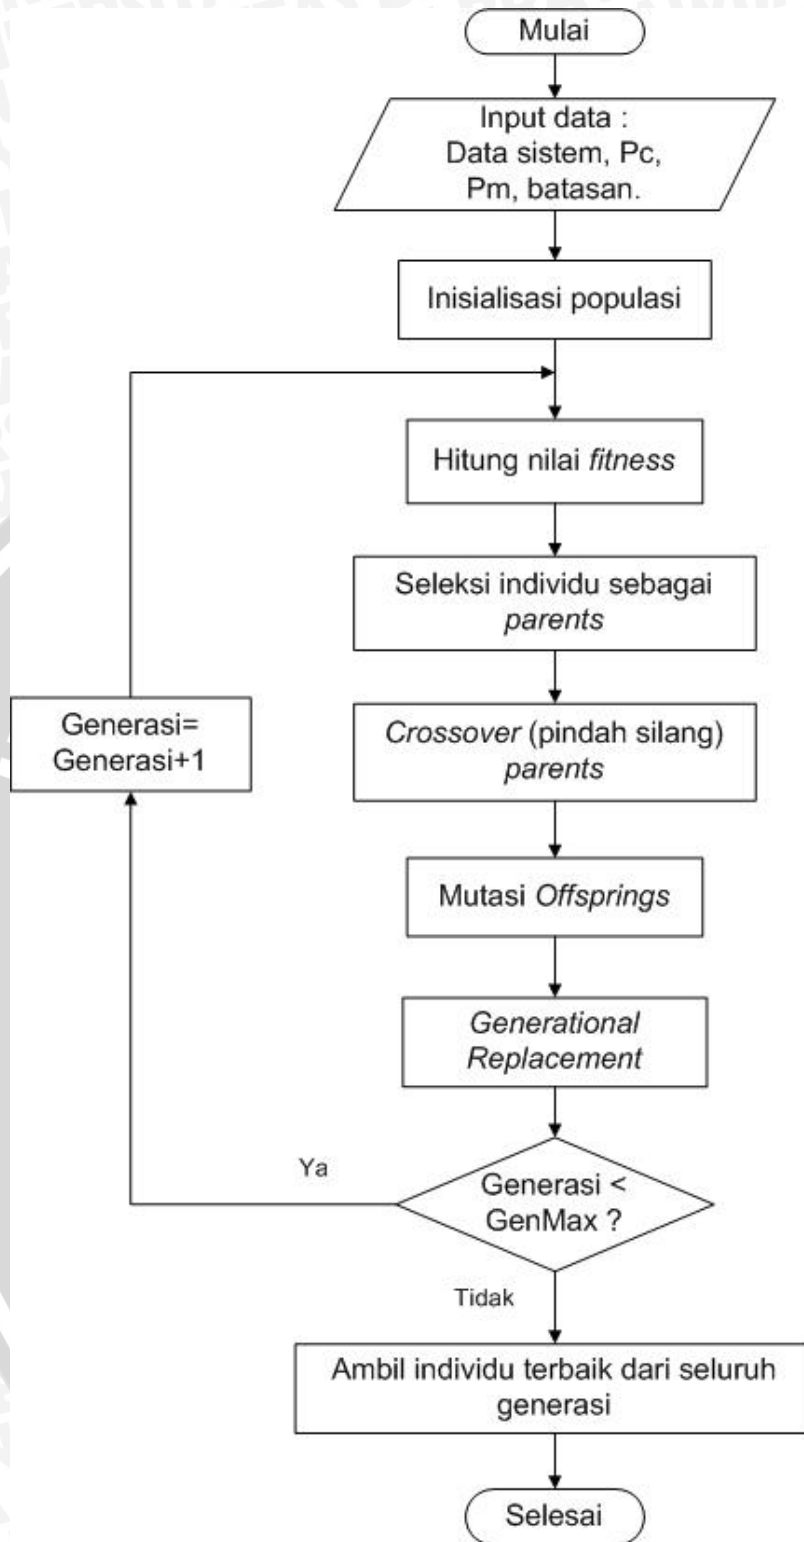 Mulai
Input data :
Data sistem, Pc,
Pm, batasan.
Inisialisasi populasi
Hitung nilai fitness
Seleksi individu sebagai
parents
Generasi=
Generasi+1
Crossover (pindah silang)
parents
Mutasi Offsprings
Generational
Replacement
Ya
Generasi <
GenMax ?
Tidak
Ambil individu terbaik dari seluruh
generasi
Selesai